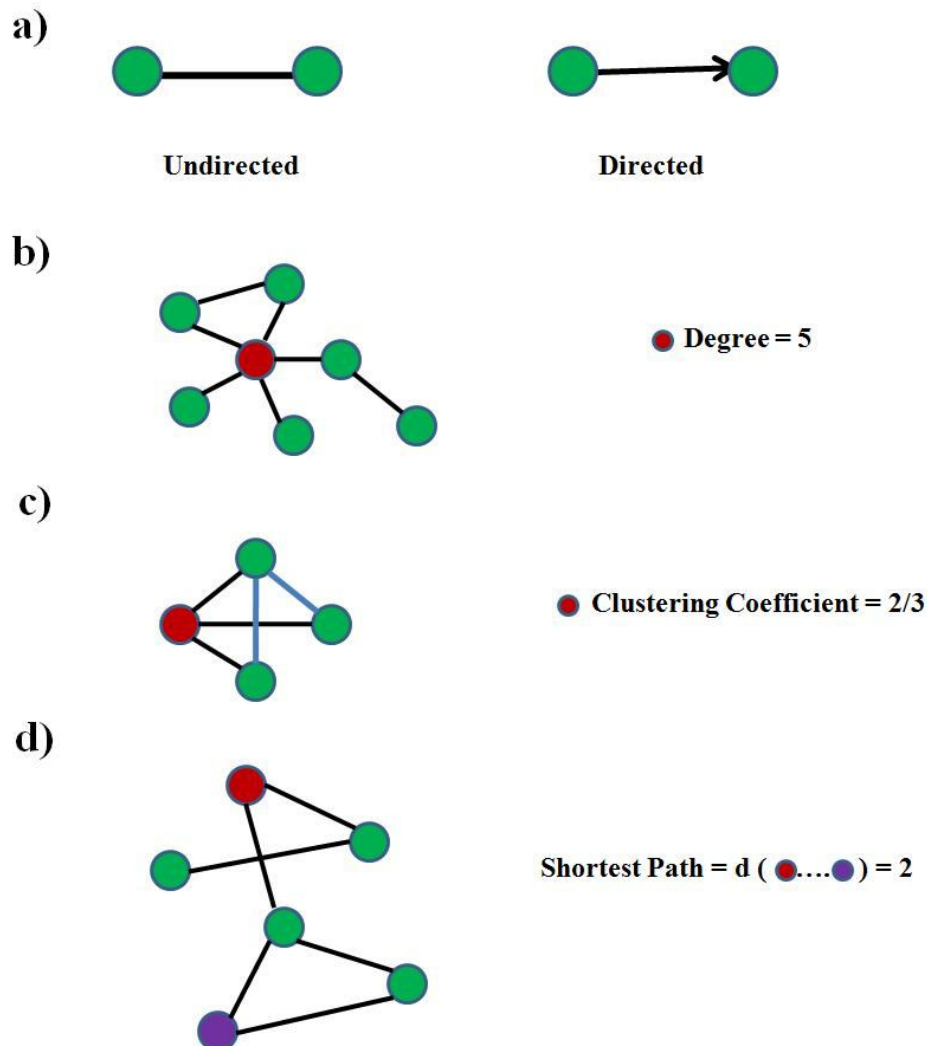 a)
Undirected
Directed
b)
Degree = 5
c)
Clustering Coefficient = 2/3
d)
Shortest Path = d ( .... ) = 2